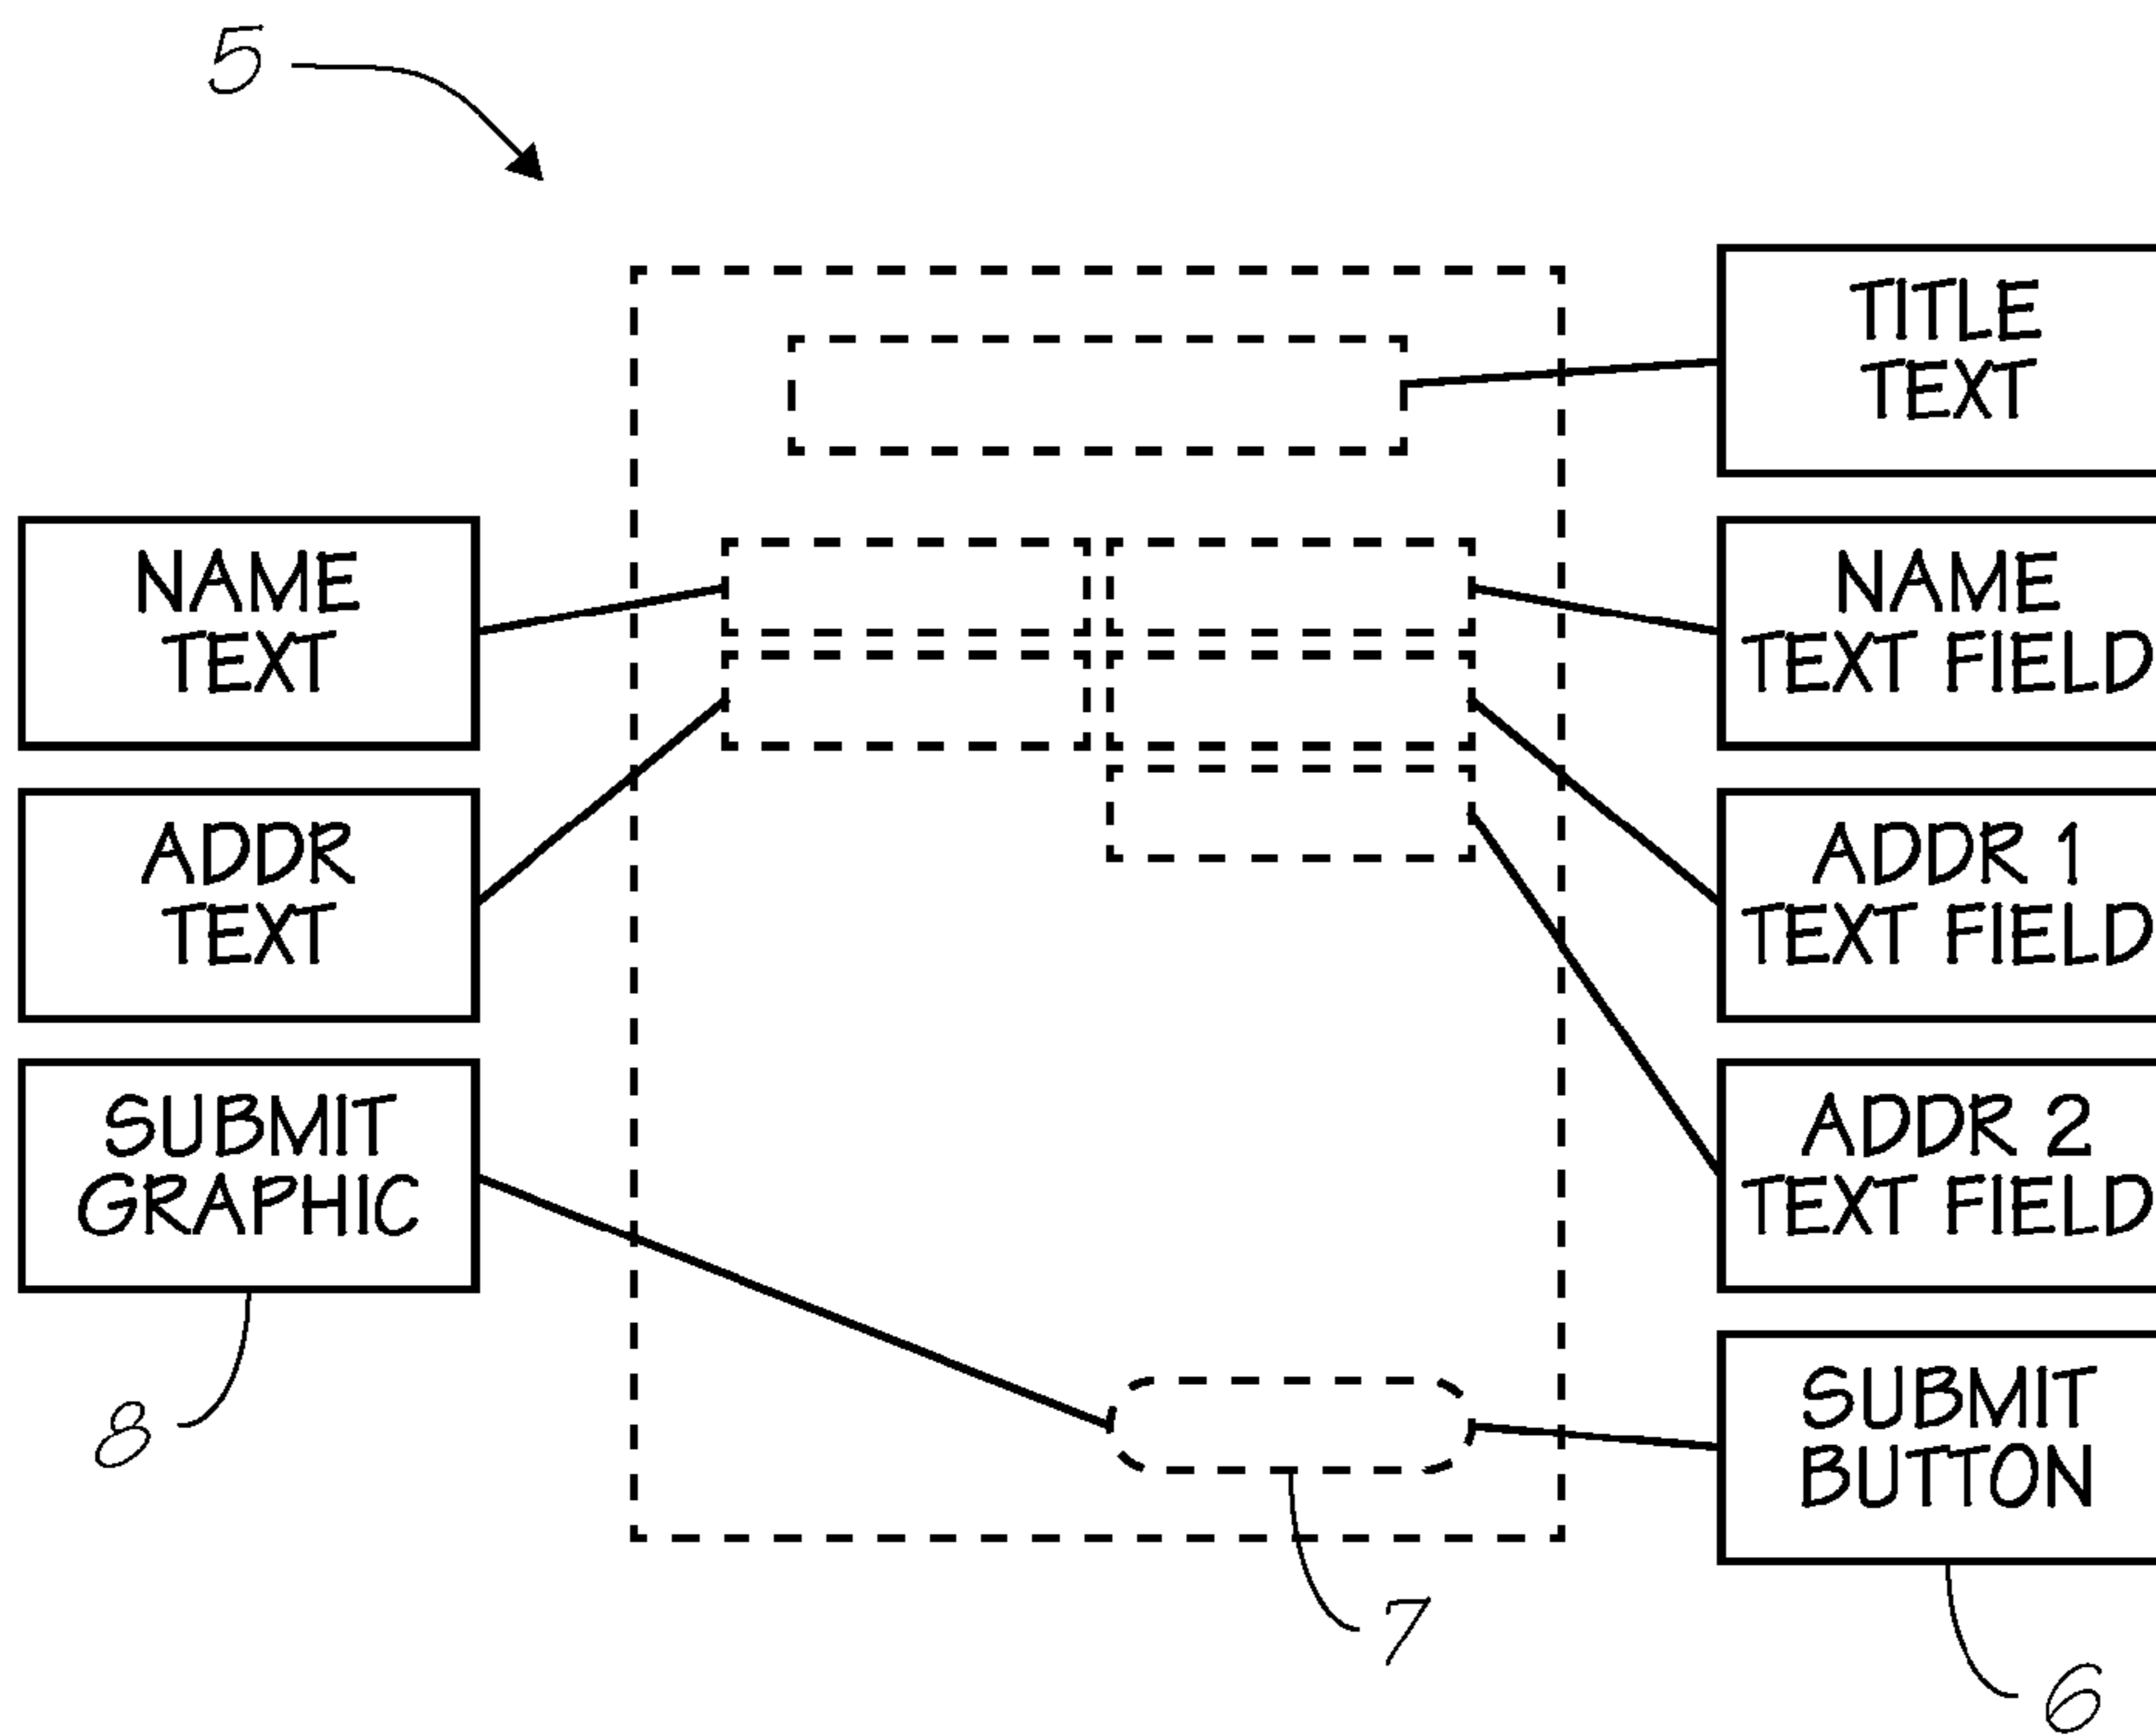 5
TITLE
TEXT
NAME
TEXT
NAME
TEXT FIELD
ADDR
TEXT
ADDR 1
TEXT FIELD
SUBMIT
GRAPHIC
ADDR 2
TEXT FIELD
8
SUBMIT
BUTTON
7
6